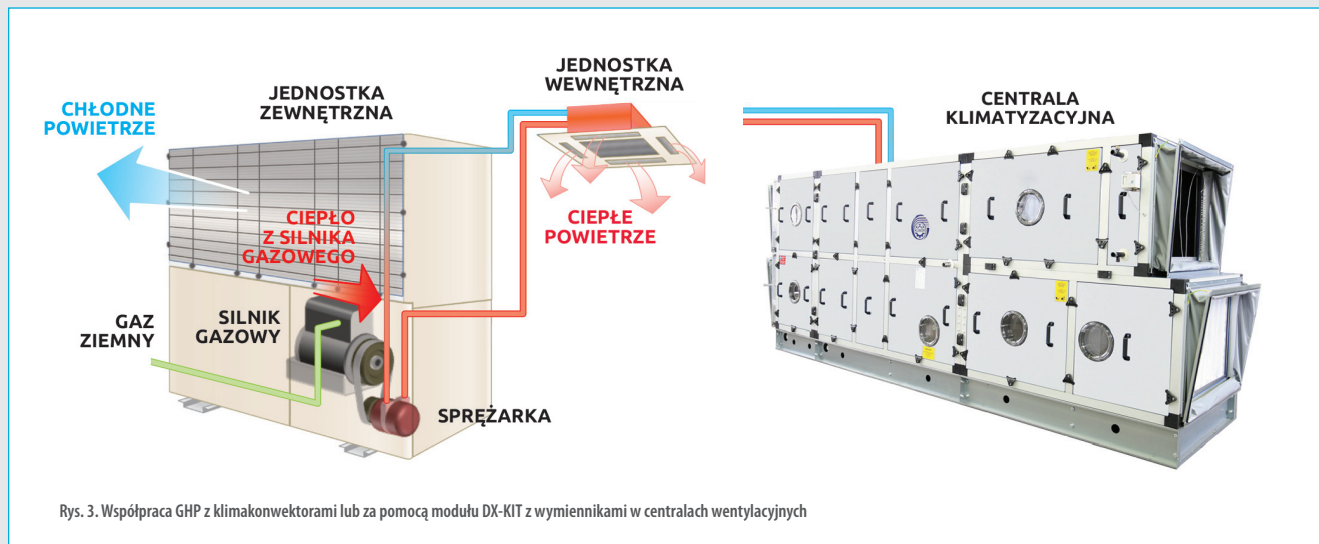 CHŁODNE
POWIETRZE
JEDNOSTKA
ZEWNĘTRZNA
JEDNOSTKA
WEWNĘTRZNA
CENTRALA
KLIMATYZACYJNA
CIEPŁO
Z SILNIKA
GAZOWEGO
CIEPŁE
POWIETRZE
GAZ
ZIEMNY
SILNIK
GAZOWY
SPRĘŻARKA
Rys. 3. Współpraca GHP z klimakonwektorami lub za pomocą modułu DX-KIT z wymiennikami w centralach wentylacyjnych